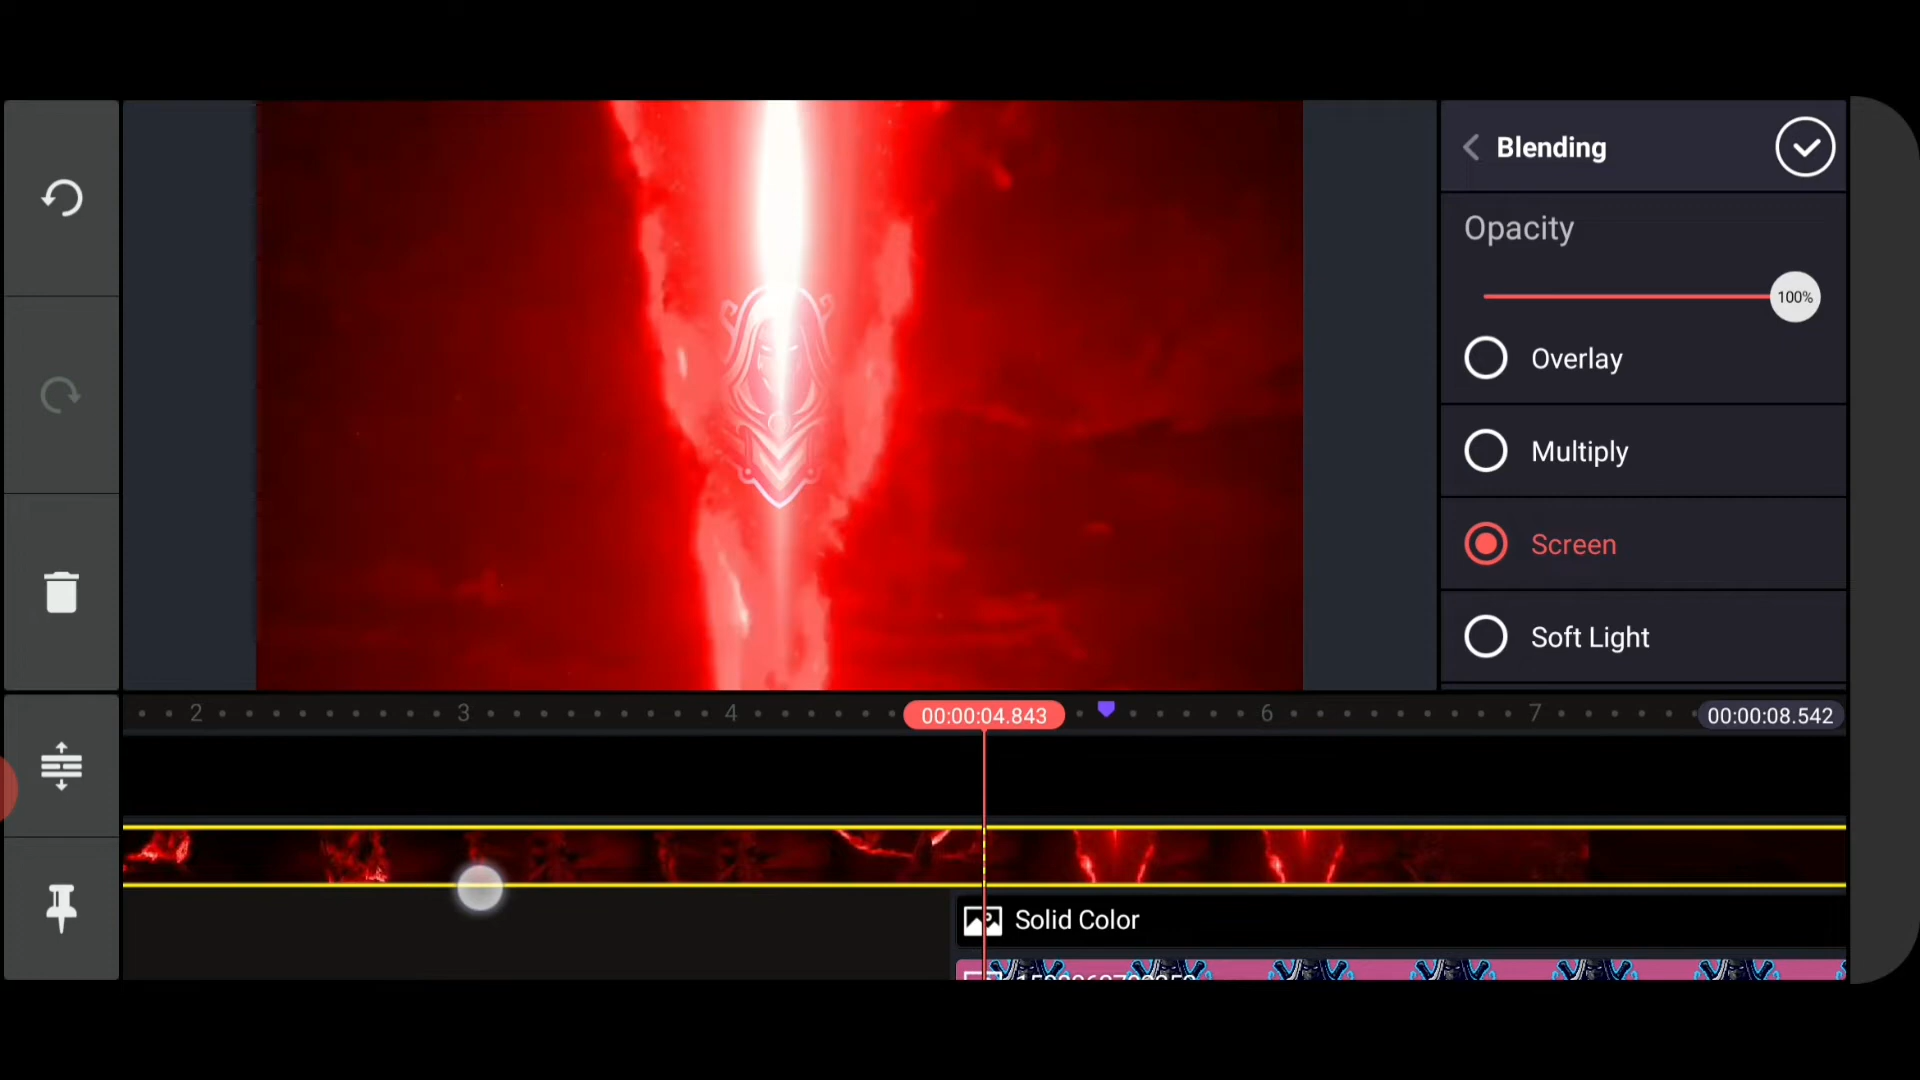 Blending
Opacity
100%
Overlay
Multiply
Screen
Soft Light
2
3
4
00:00:04.843
6
7
00:00:08.542
Solid Color